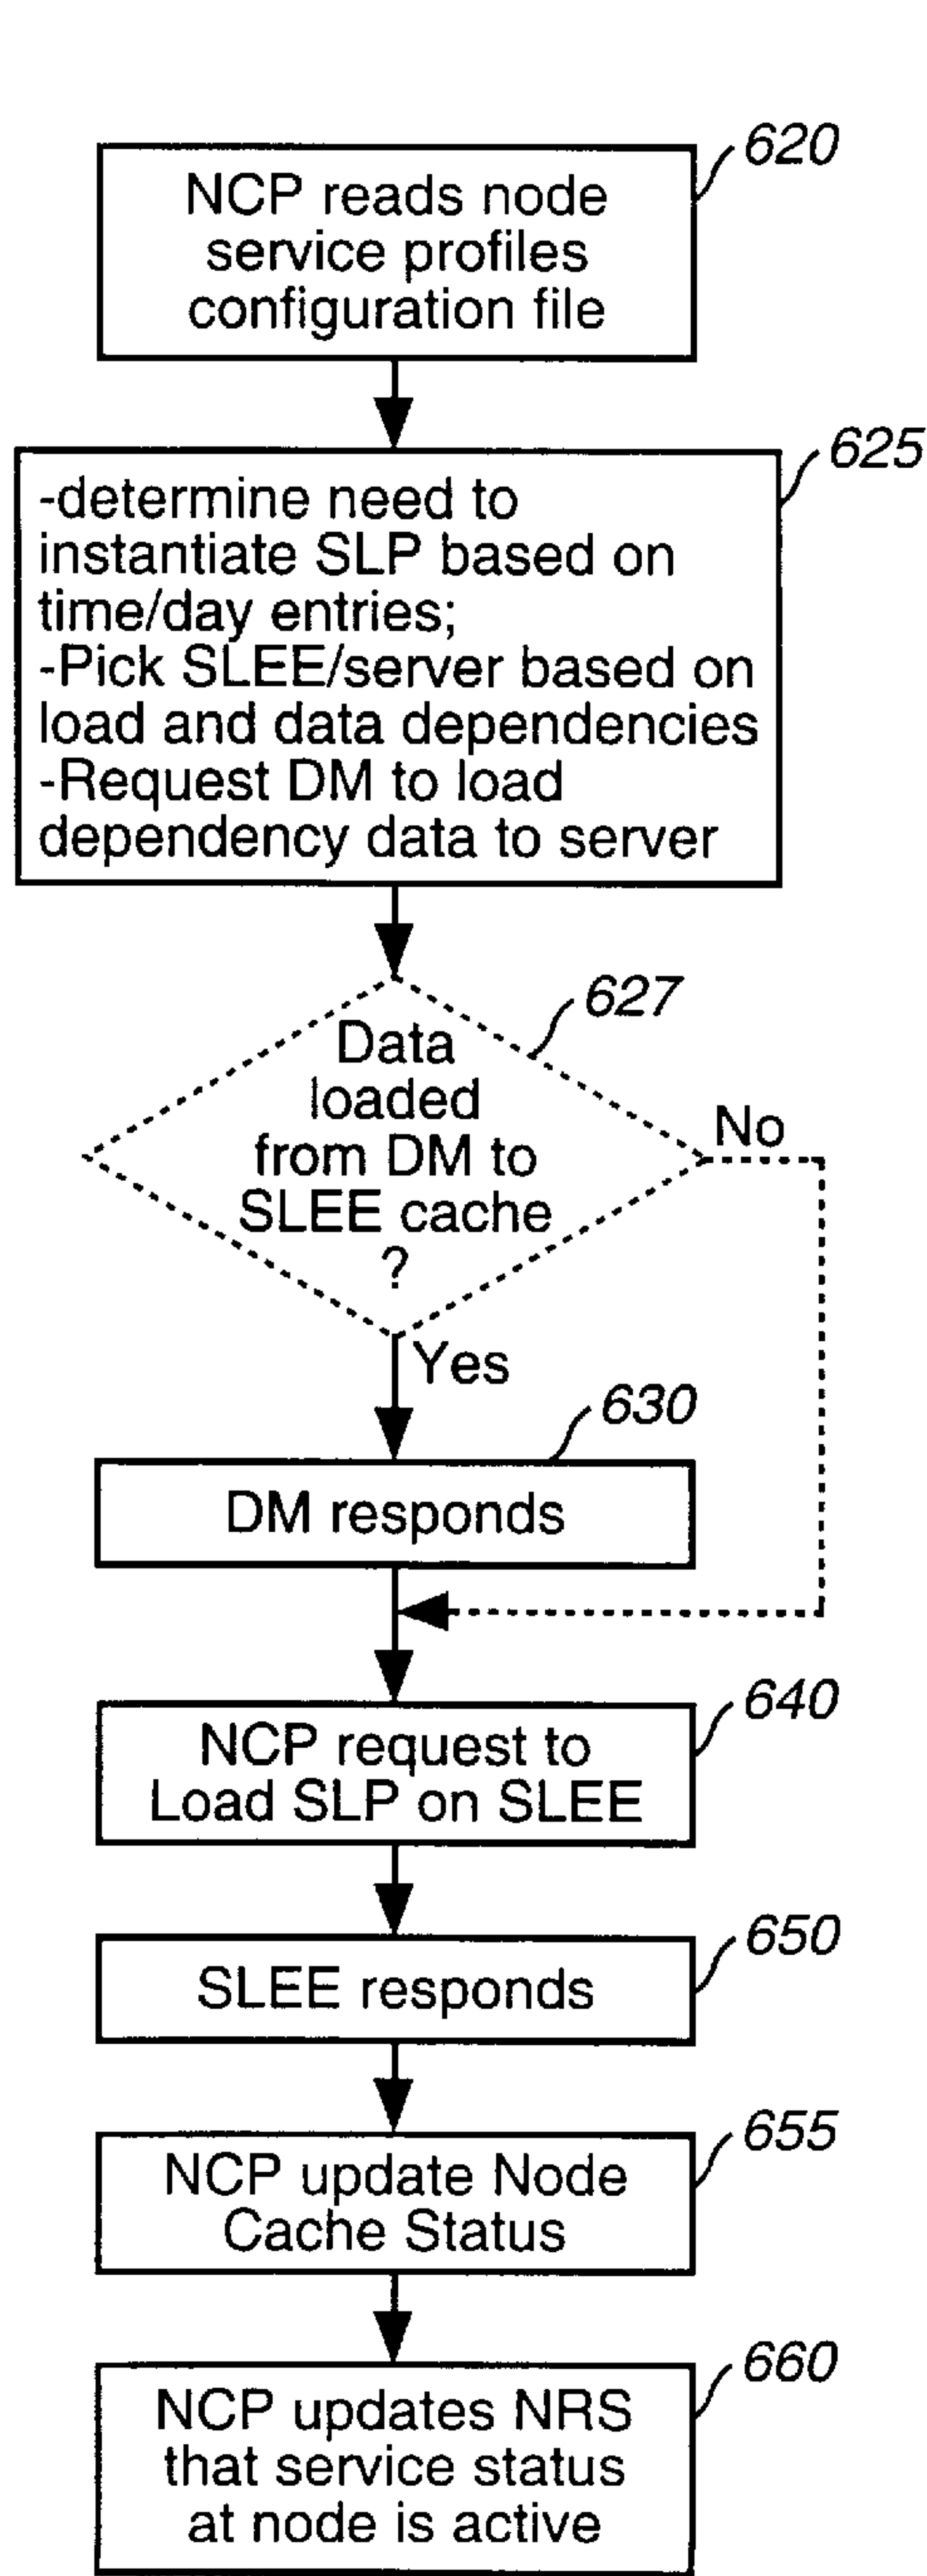 620
NCP reads node
service profiles
configuration file
625
-determine need to
instantiate SLP based on
time/day entries;
-Pick SLEE/server based on
load and data dependencies
-Request DM to load
dependency data to server
627
Data
loaded
from DM to
SLEE cache
?
No
Yes
630
DM responds
640
NCP request to
Load SLP on SLEE
650
SLEE responds
655
NCP update Node
Cache Status
660
NCP updates NRS
that service status
at node is active